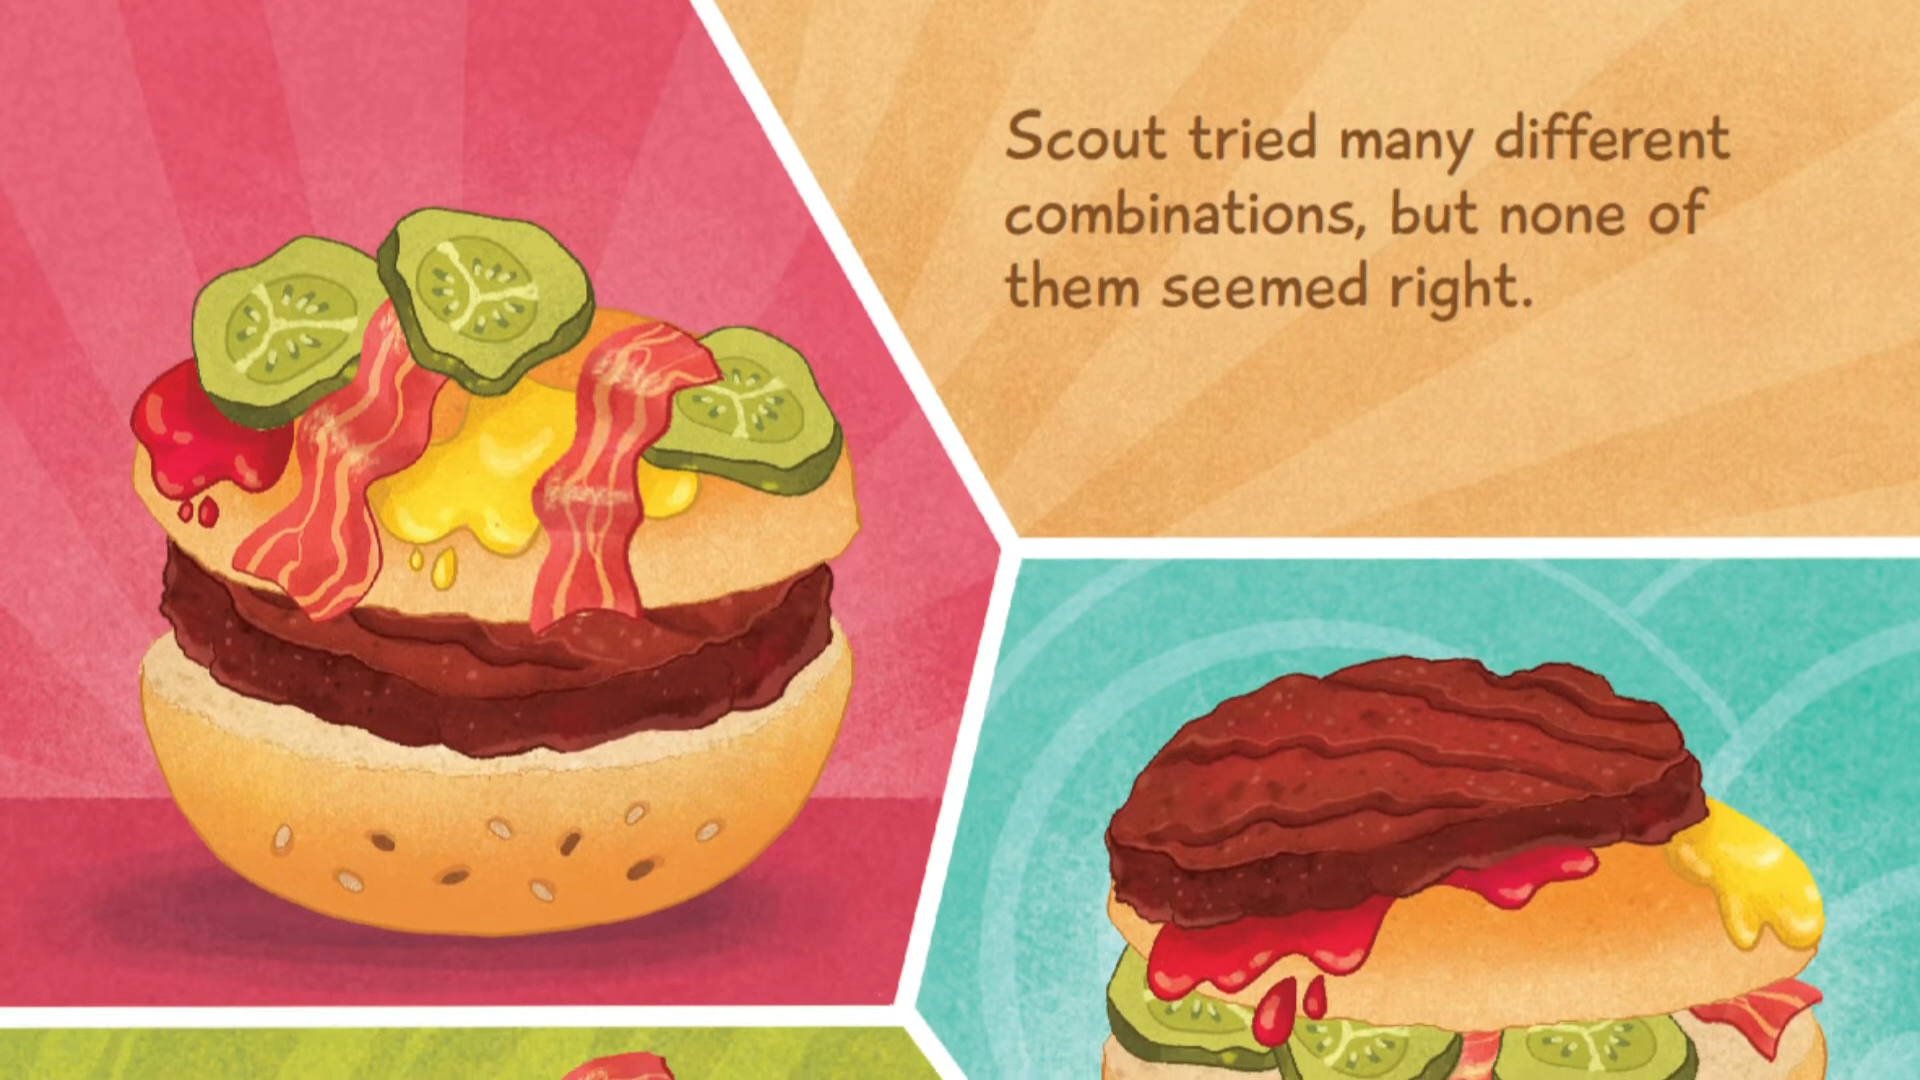 Scout tried many different
combinations, but none of
them seemed right.